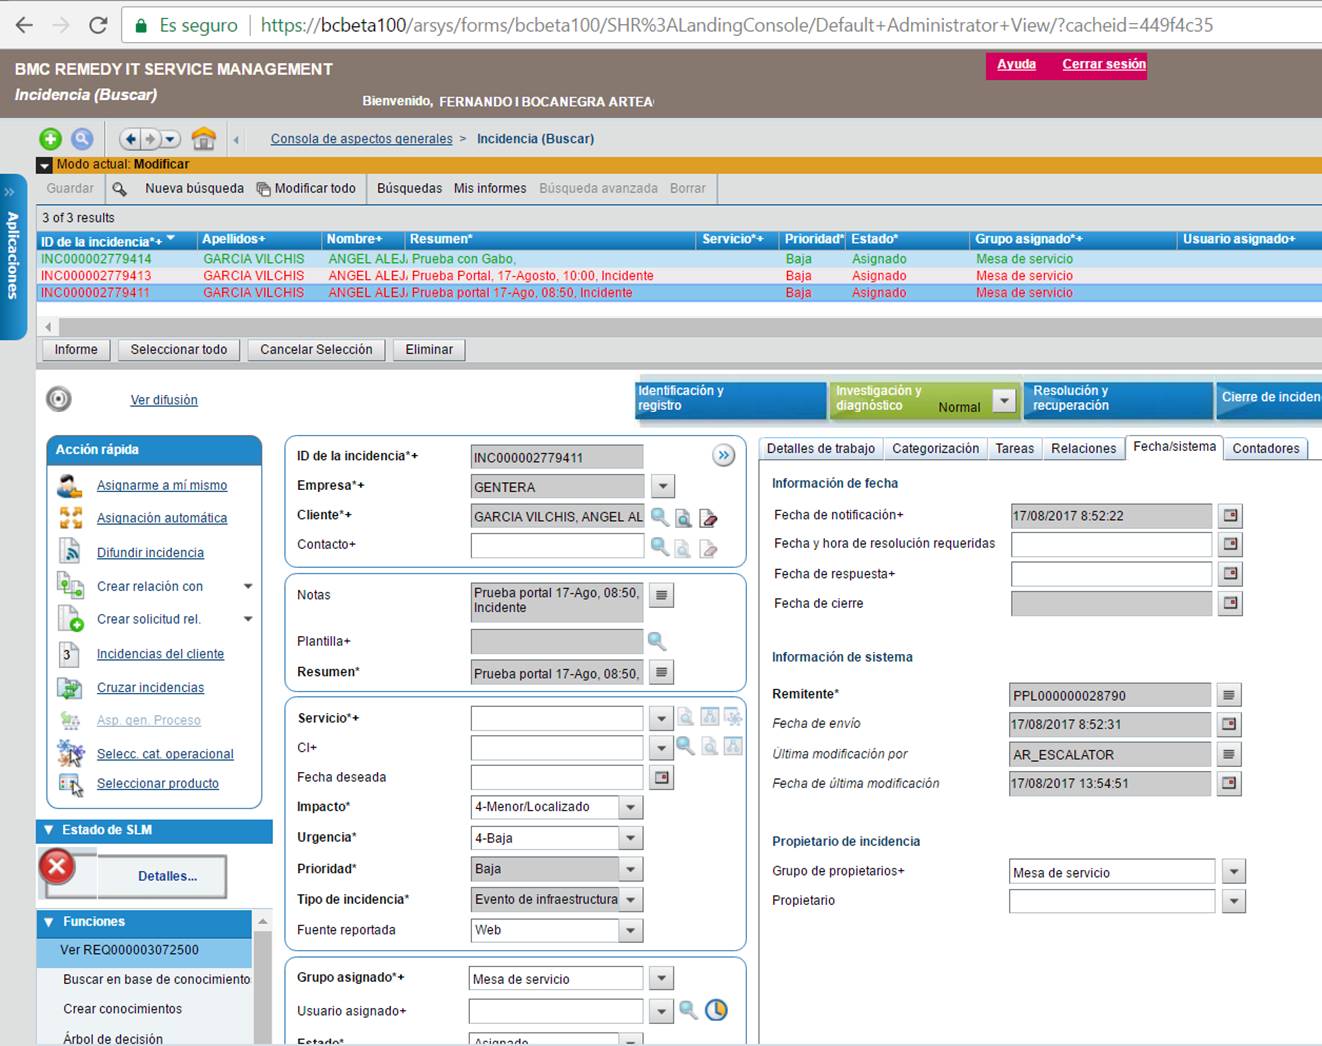 Es seguro | https://bcbeta100/arsys/forms/bcbeta100/SHR%3ALandingConsole/Default+Administrator+View/?cacheid=449f4c35
BMC REMEDY IT SERVICE MANAGEMENT
Ayuda Cerrar sesión
Incidencia (Buscar)
Bienvenido, FERNANDO I BOCANEGRA ARTEA
Consola de aspectos generales > Incidencia (Buscar)
Modo actual: Modificar
Guardar Nueva búsqueda Modificar todo Búsquedas Mis informes Búsqueda avanzada Borrar
Aplicaciones
3 of 3 results
ID de la incidencia*+ Apellidos+ Nombre+ Resumen* Servicio*+ Prioridad* Estado* Grupo asignado*+ Usuario asignado+
INC000002779414 GARCIA VILCHIS ANGEL ALEJ Prueba con Gabo, Baja Asignado Mesa de servicio
INC000002779413 GARCIA VILCHIS ANGEL ALEJ Prueba Portal, 17-Agosto, 10:00, Incidente Baja Asignado Mesa de servicio
INC000002779411 GARCIA VILCHIS ANGEL ALEJ Prueba portal 17-Ago, 08:50, Incidente Baja Asignado Mesa de servicio
Informe Seleccionar todo Cancelar Selección Eliminar
Ver difusión
Identificación y registro
Investigación y diagnóstico Normal
Resolución y recuperación
Cierre de inciden
Acción rápida
Asignarme a mí mismo
Asignación automática
Difundir incidencia
Crear relación con
Crear solicitud rel.
3 Incidencias del cliente
Cruzar incidencias
Asp. gen. Proceso
Selecc. cat. operacional
Seleccionar producto
Estado de SLM
Detalles...
Funciones
Ver REQ000003072500
Buscar en base de conocimiento
Crear conocimientos
Árbol de decisión
ID de la incidencia*+ INC000002779411
Empresa*+ GENTERA
Cliente*+ GARCIA VILCHIS, ANGEL AL
Contacto+
Notas Prueba portal 17-Ago, 08:50,
Incidente
Plantilla+
Resumen* Prueba portal 17-Ago, 08:50,
Servicio*+
CI+
Fecha deseada
Impacto* 4-Menor/Localizado
Urgencia* 4-Baja
Prioridad* Baja
Tipo de incidencia* Evento de infraestructura
Fuente reportada Web
Grupo asignado*+ Mesa de servicio
Usuario asignado+
Estado* Asignado
Detalles de trabajo Categorización Tareas Relaciones Fecha/sistema Contadores
Información de fecha
Fecha de notificación+ 17/08/2017 8:52:22
Fecha y hora de resolución requeridas
Fecha de respuesta+
Fecha de cierre
Información de sistema
Remitente* PPL000000028790
Fecha de envío 17/08/2017 8:52:31
Última modificación por AR_ESCALATOR
Fecha de última modificación 17/08/2017 13:54:51
Propietario de incidencia
Grupo de propietarios+ Mesa de servicio
Propietario